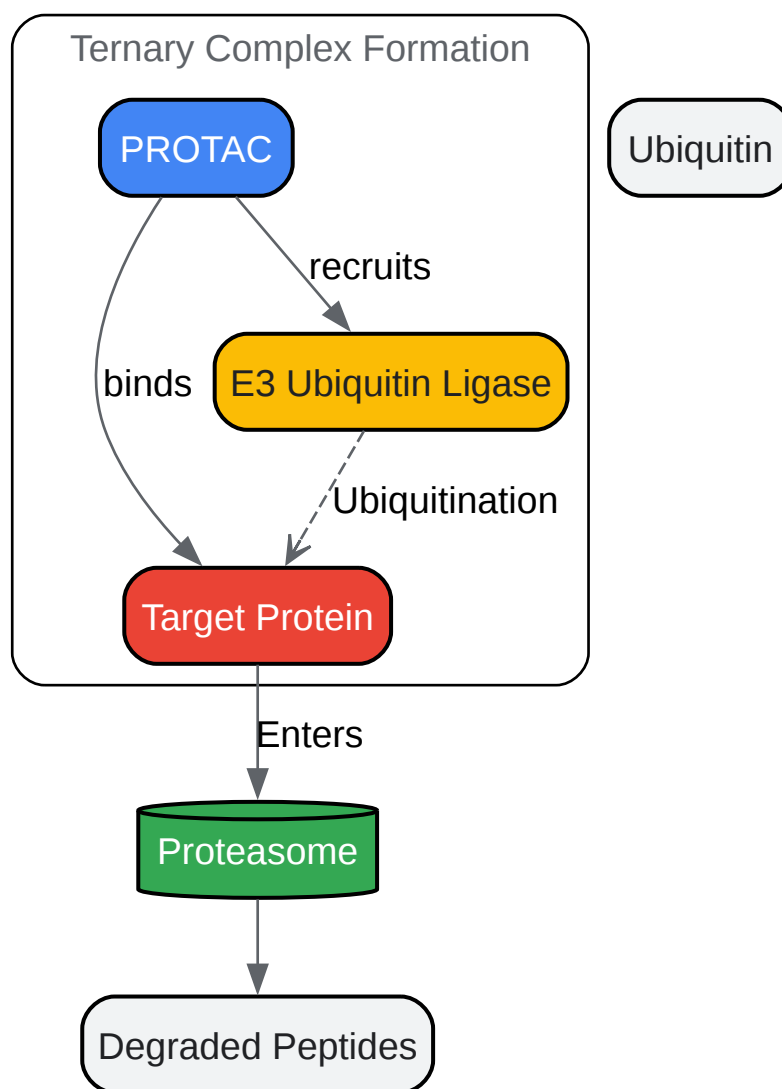 Ternary Complex Formation
PROTAC
Ubiquitin
recruits
binds
E3 Ubiquitin Ligase
Ubiquitination
Target Protein
Enters
Proteasome
Degraded Peptides